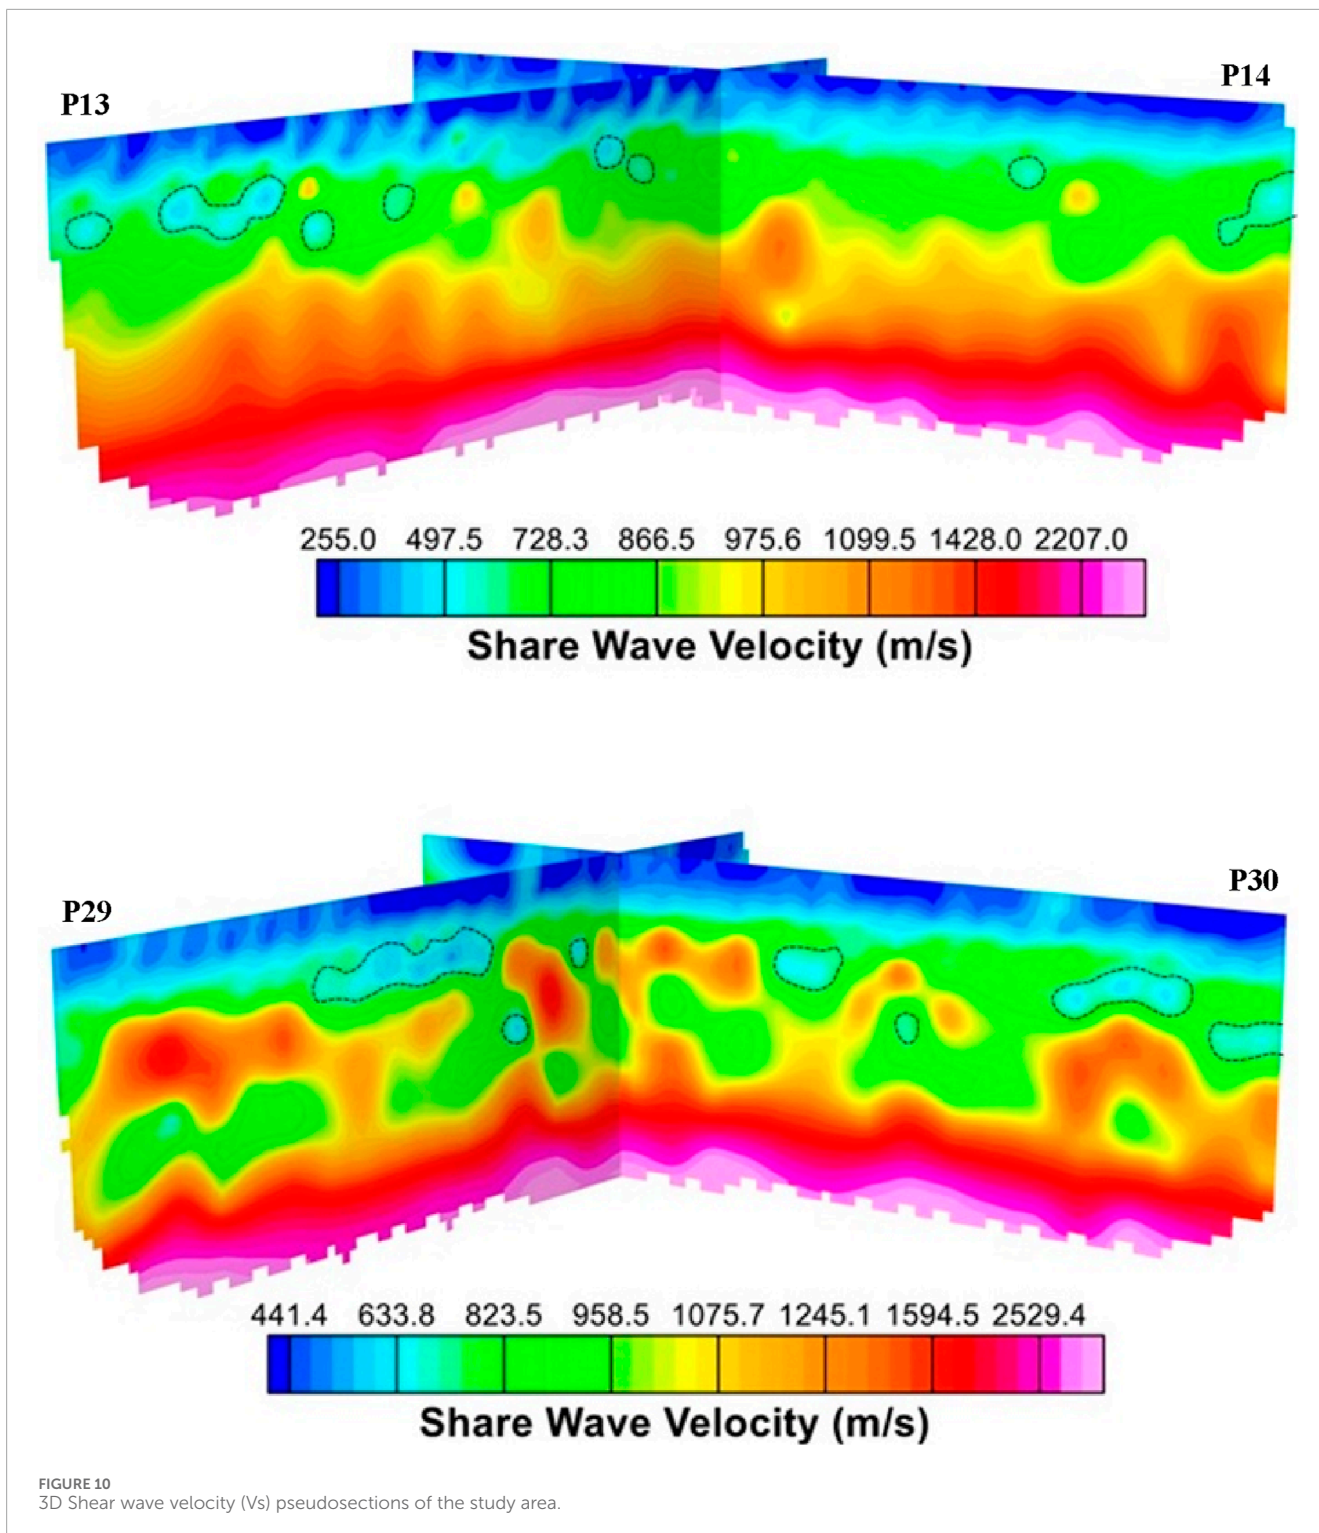 P13
P14
255.0 497.5 728.3 866.5 975.6 1099.5 1428.0 2207.0
Share Wave Velocity (m/s)
P29
P30
441.4 633.8 823.5 958.5 1075.7 1245.1 1594.5 2529.4
Share Wave Velocity (m/s)
FIGURE 10
3D Shear wave velocity (Vs) pseudosections of the study area.